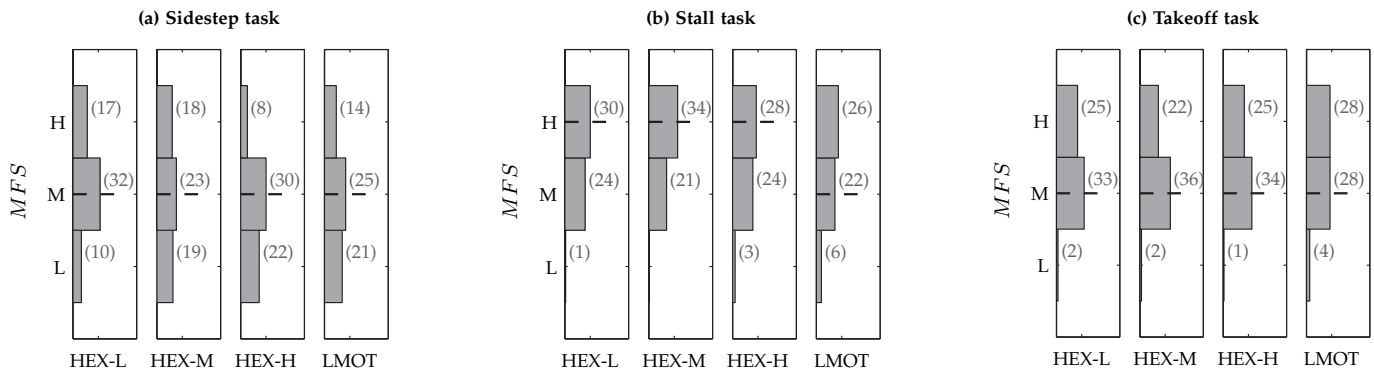 (a) Sidestep task
MFS
H
M
L
(17)
(32)
(10)
(18)
(23)
(19)
(8)
(30)
(22)
(14)
(25)
(21)
HEX-L HEX-M HEX-H LMOT
(b) Stall task
MFS
H
M
L
(30)
(24)
(1)
(34)
(21)
(28)
(24)
(3)
(26)
(22)
(6)
HEX-L HEX-M HEX-H LMOT
(c) Takeoff task
MFS
H
M
L
(25)
(33)
(2)
(22)
(36)
(2)
(25)
(34)
(1)
(28)
(28)
(4)
HEX-L HEX-M HEX-H LMOT